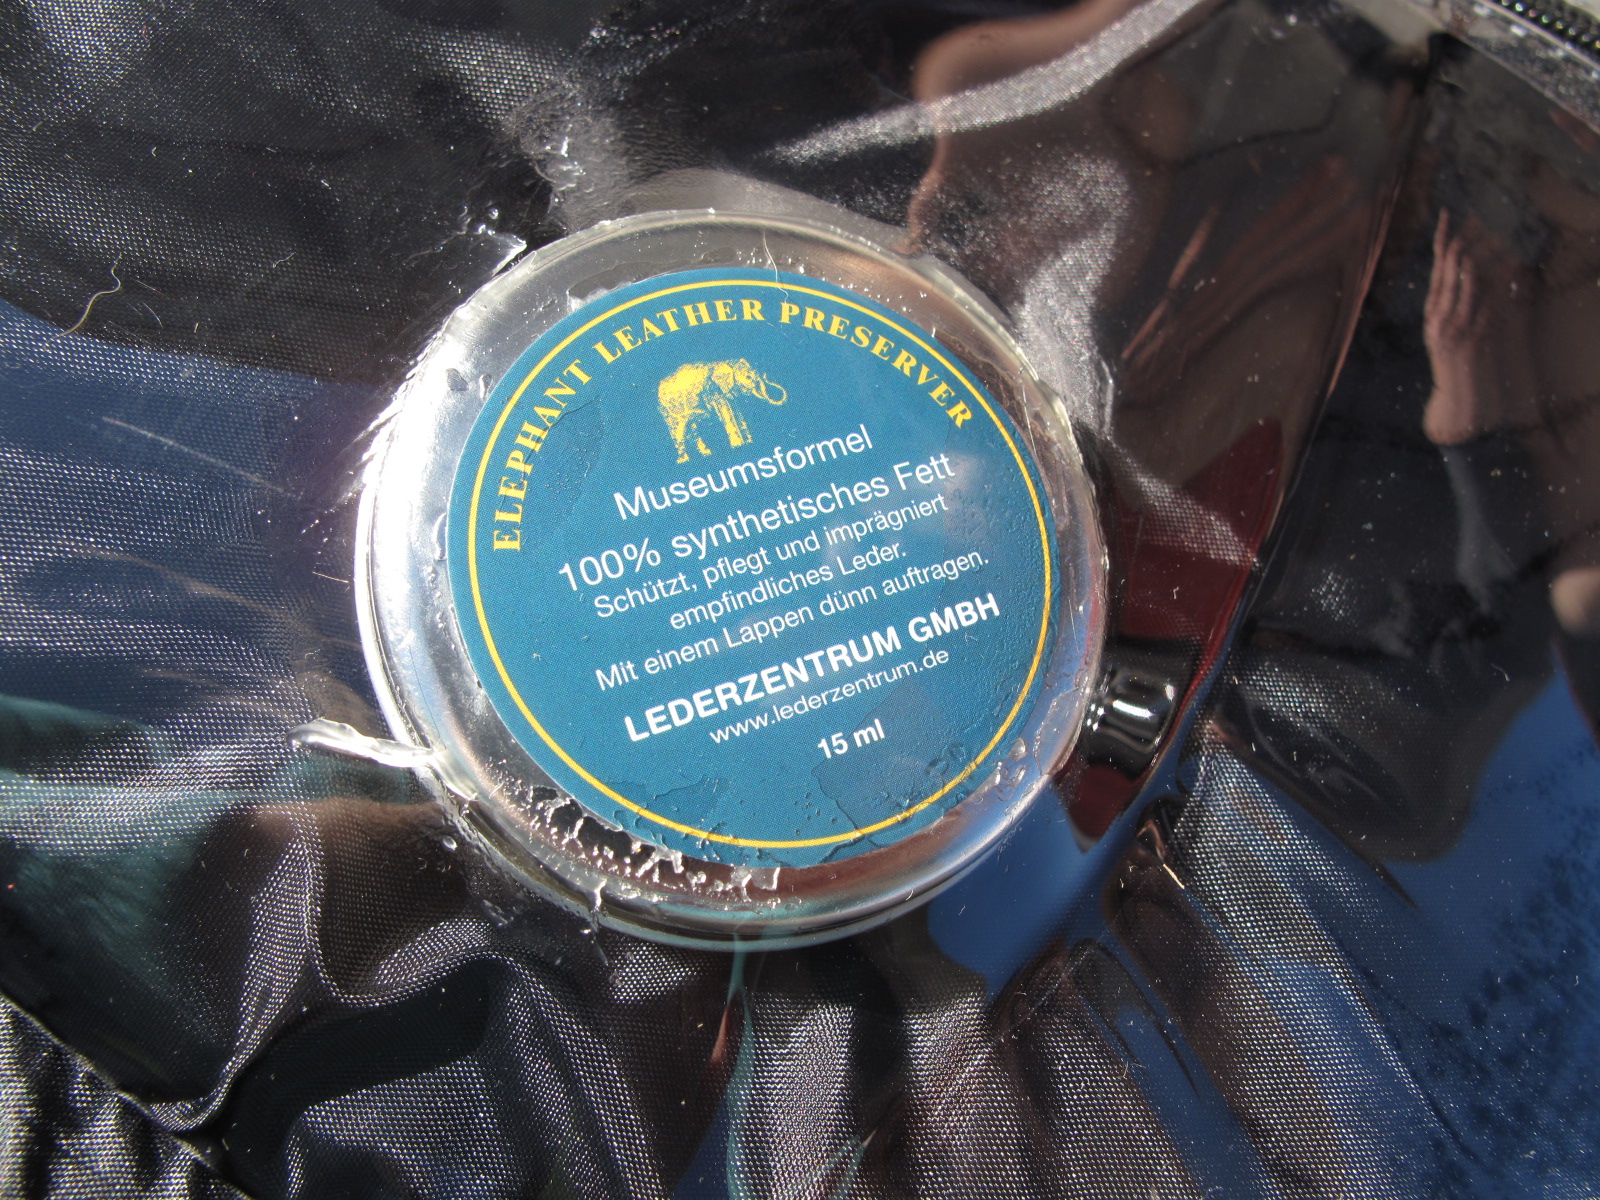 ELEPHANT LEATHER PRESERVER
Museumsformel
100% synthetisches Fett
Schützt, pflegt und imprägniert
empfindliches Leder.
Mit einem Lappen dünn auftragen.
LEDERZENTRUM GMBH
www.lederzentrum.de
15 ml